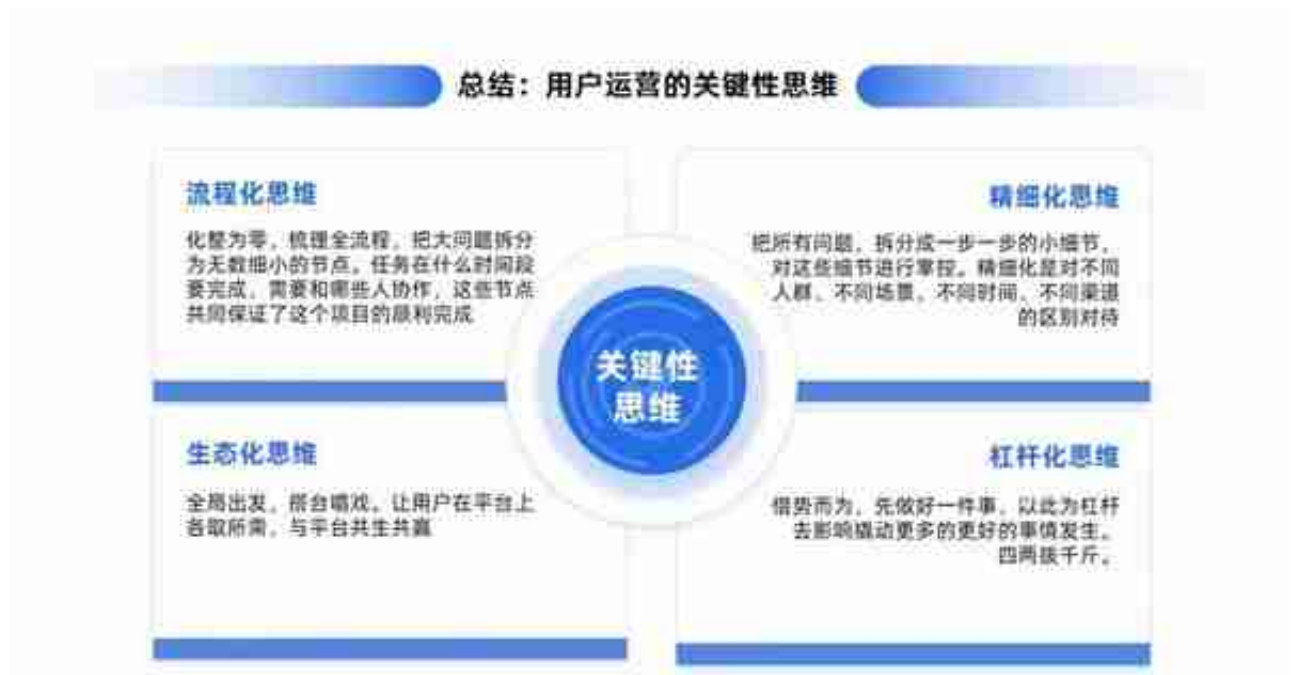 总结：用户运营的关键性思维
流程化思维
化整为零，梳理全流程，把大问题拆分
为无数细小的节点。任务在什么时间段
要完成，需要和哪些人协作，这些节点
共同保证了这个项目的顺利完成
精细化思维
把所有问题，拆分成一步一步的小细节，
对这些细节进行掌控。精细化是对不同
人群、不同场景、不同时间、不同渠道
的区别对待
关键性
思维
生态化思维
全局出发，搭台唱戏。让用户在平台上
各取所需，与平台共生共赢
杠杆化思维
借势而为，先做好一件事，以此为杠杆
去影响撬动更多的更好的事情发生。
四两拨千斤。